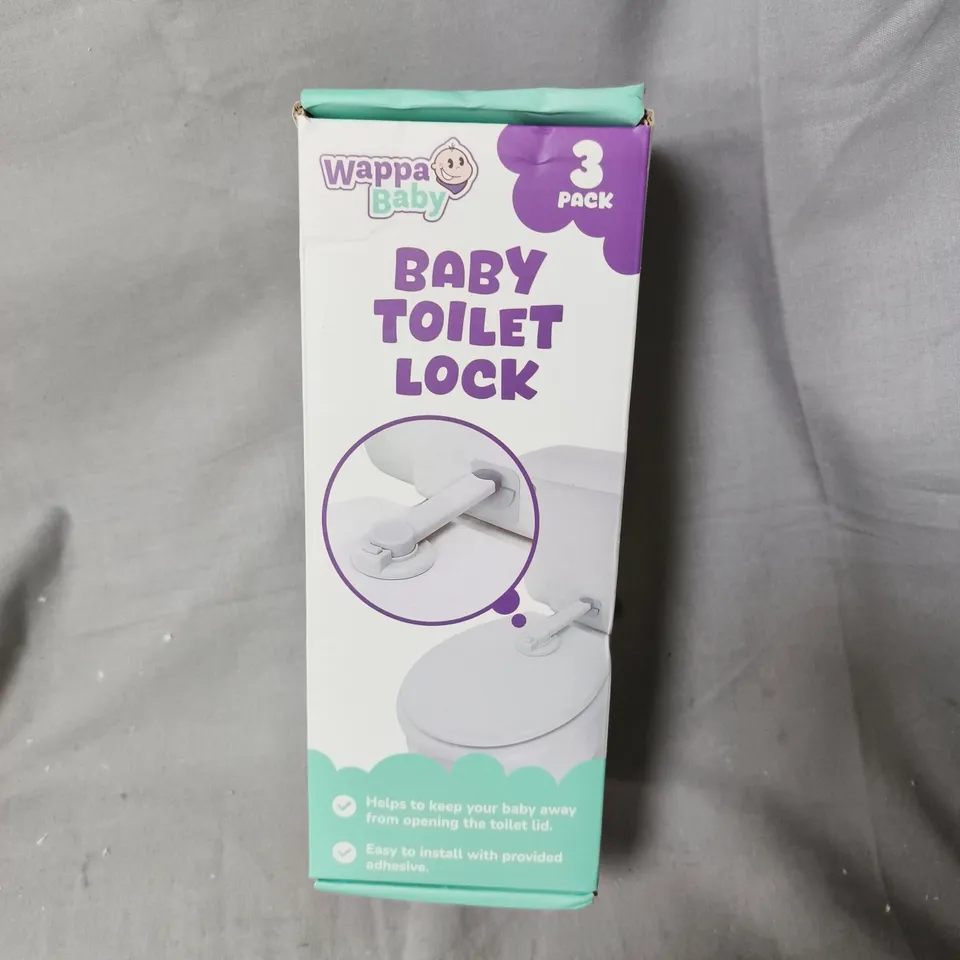 Wappa
Baby
3
PACK
BABY
TOILET
LOCK
Helps to keep your baby away
from opening the toilet lid.
Easy to install with provided
adhesive.